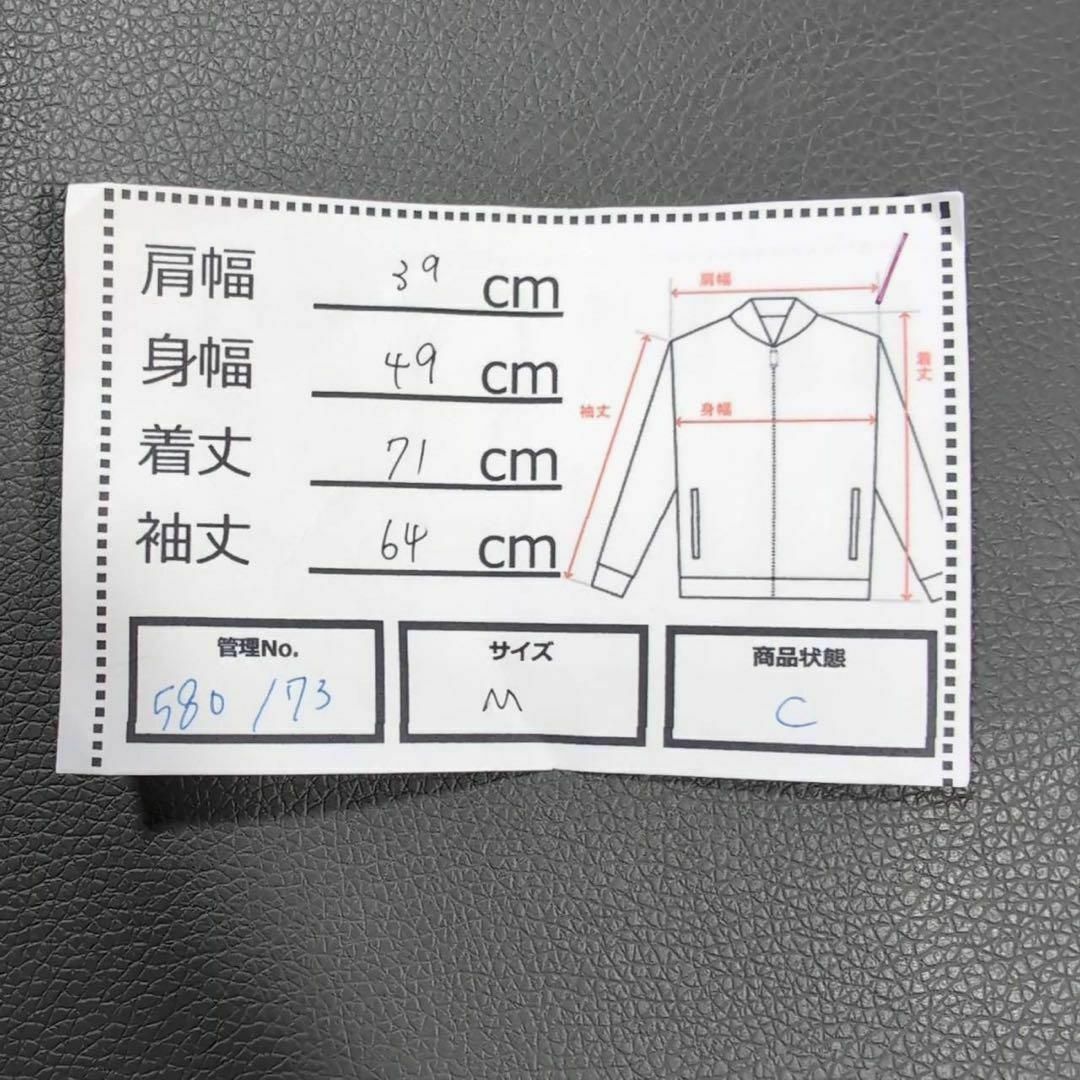 肩幅 39 cm
身幅 49 cm
着丈 71 cm
袖丈 64 cm
肩幅
着丈
袖丈
身幅
管理No.
580/73
サイズ
M
商品状態
C